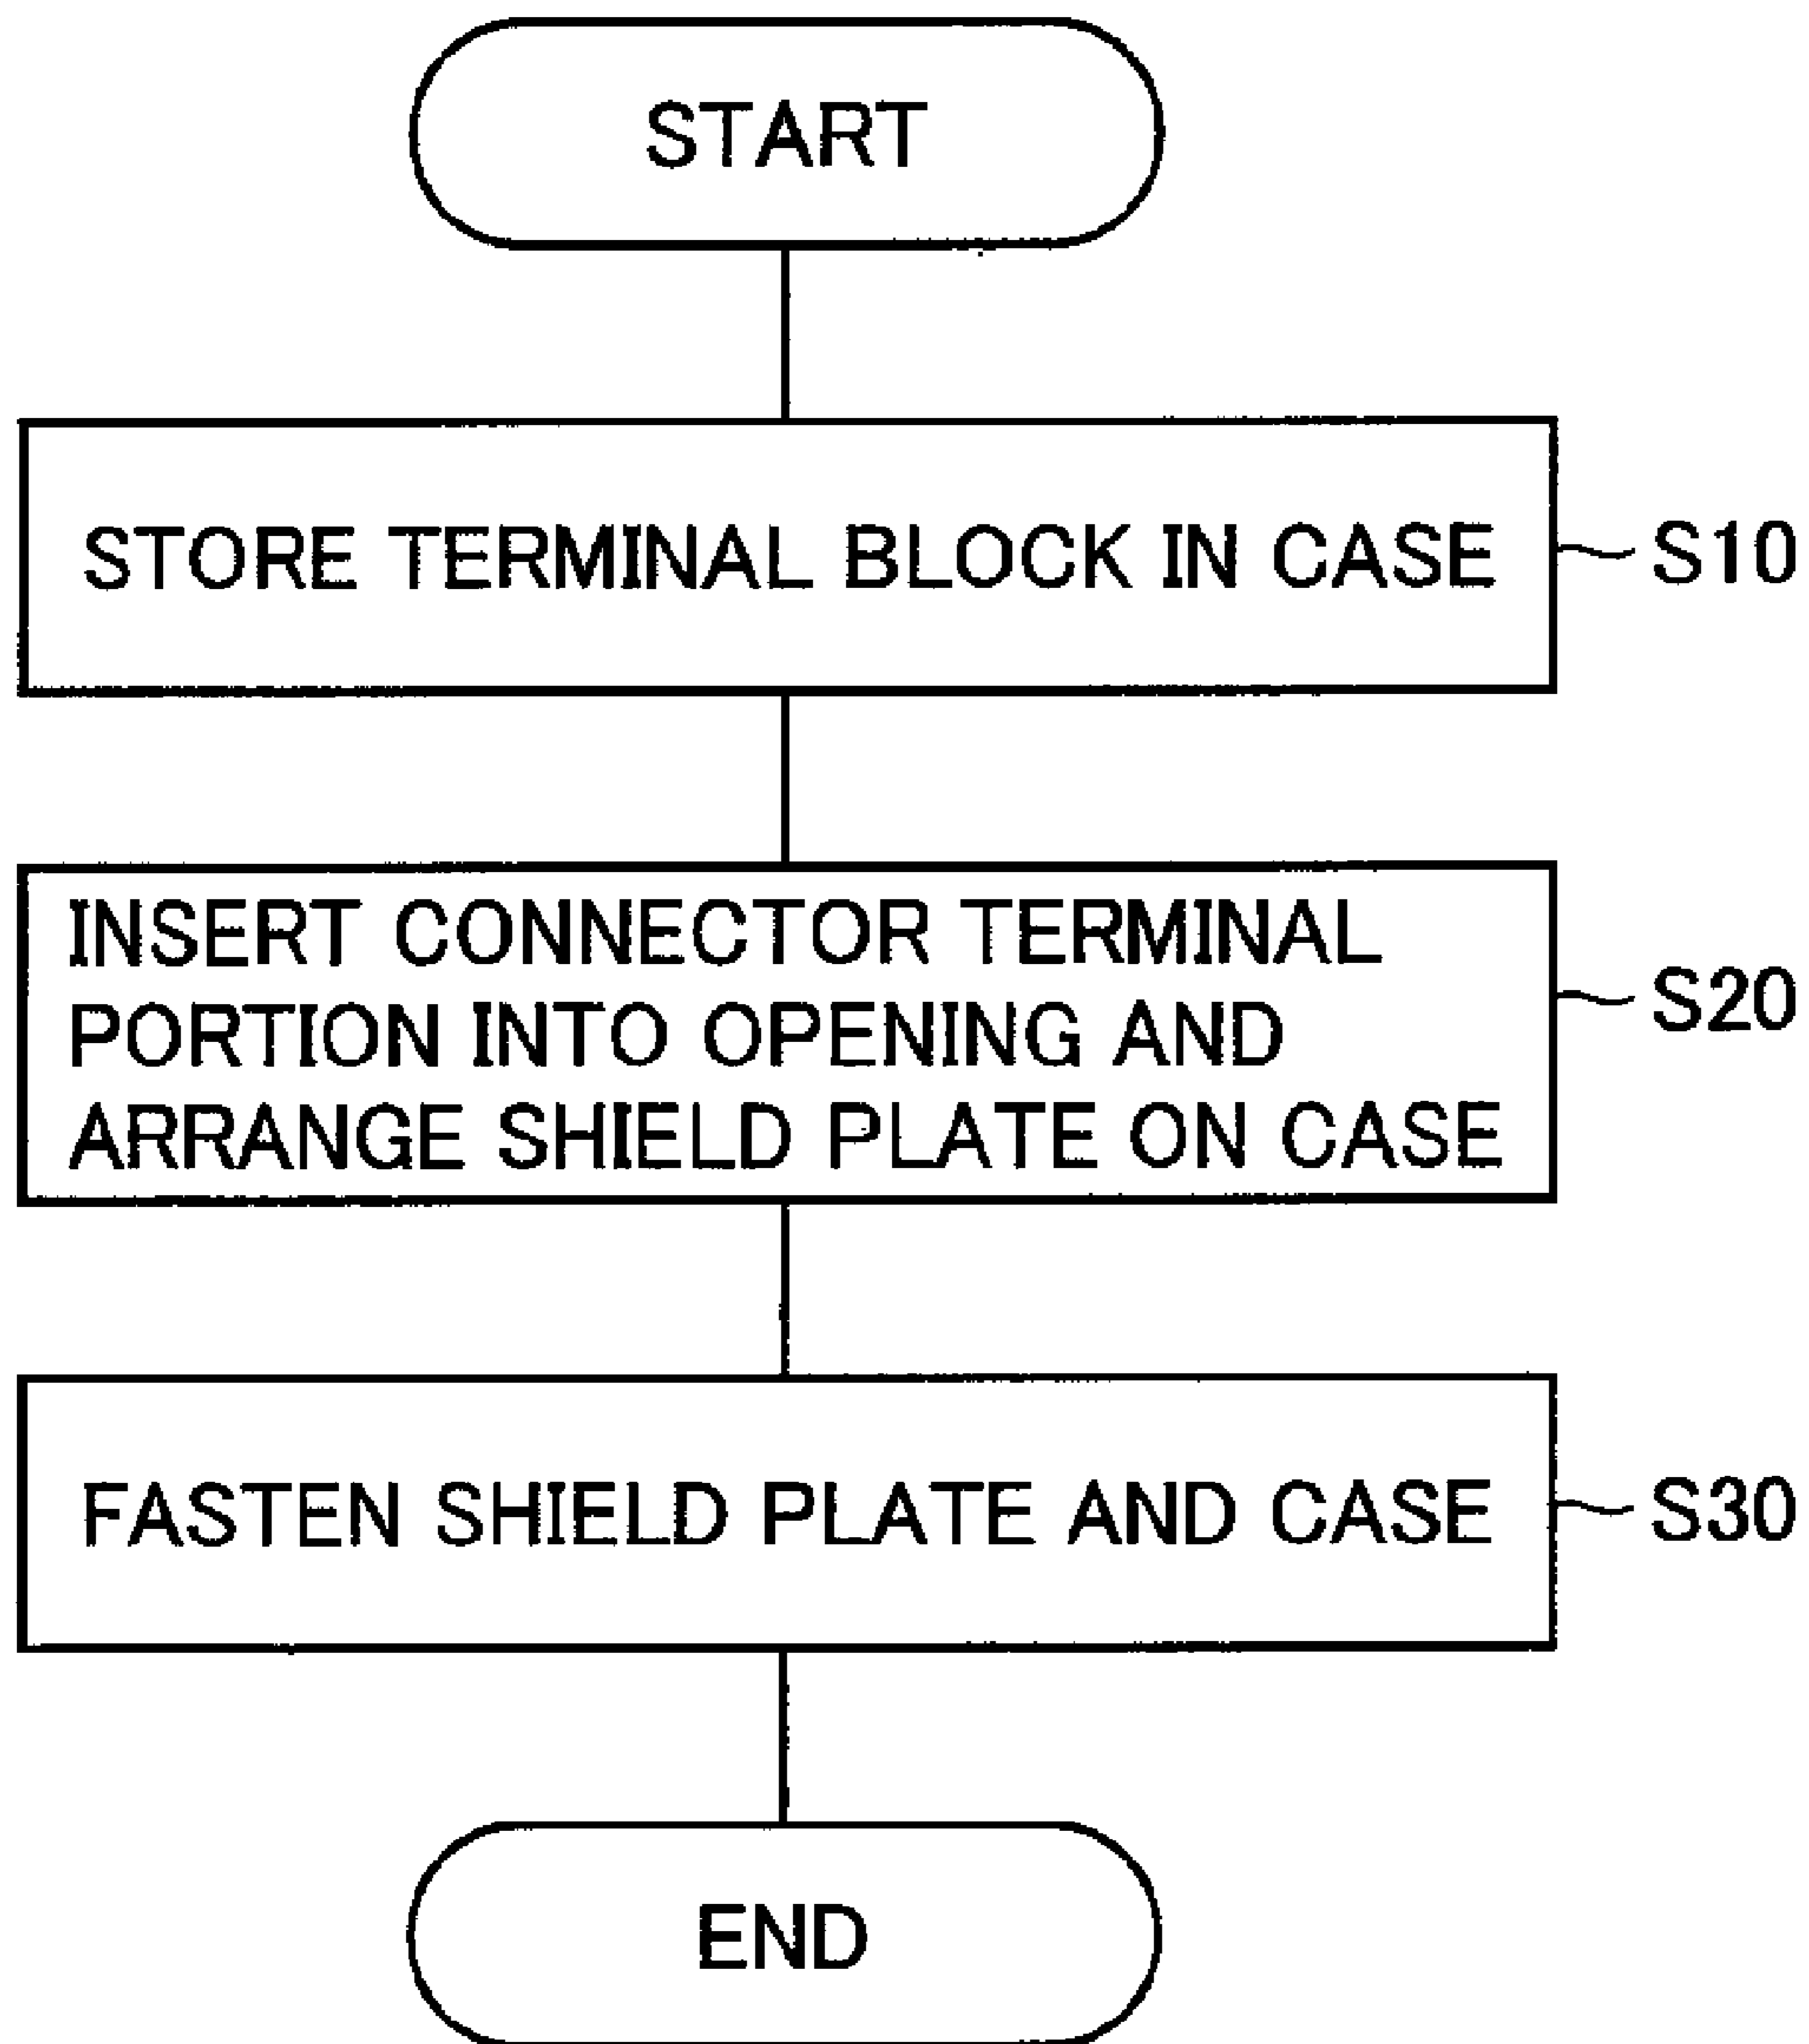 START
STORE TERMINAL BLOCK IN CASE
S10
INSERT CONNECTOR TERMINAL
PORTION INTO OPENING AND
ARRANGE SHIELD PLATE ON CASE
S20
FASTEN SHIELD PLATE AND CASE
S30
END